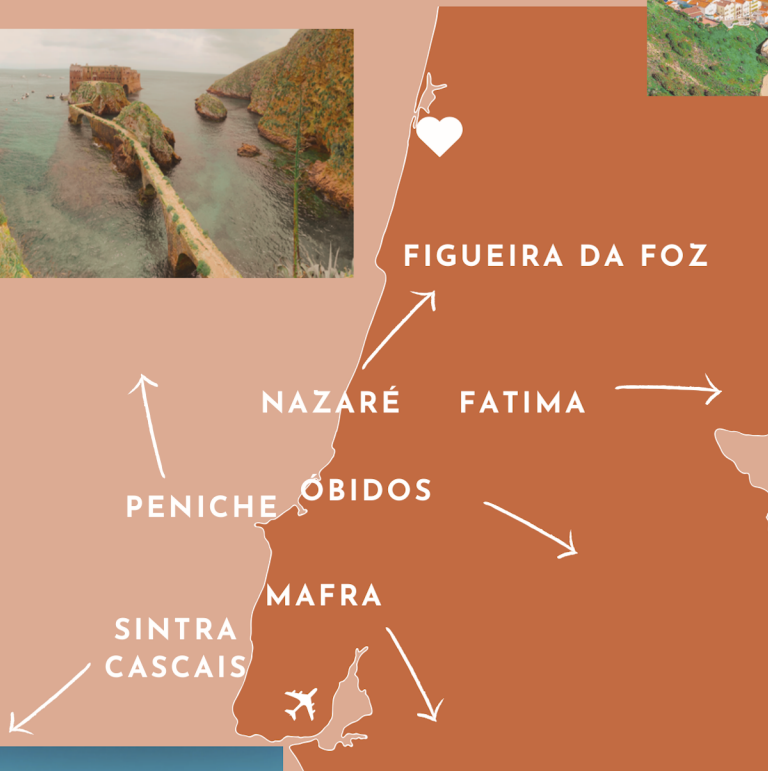 FIGUEIRA DA FOZ
NAZARÉ
FATIMA
ÓBIDOS
PENICHE
MAFRA
SINTRA
CASCAIS